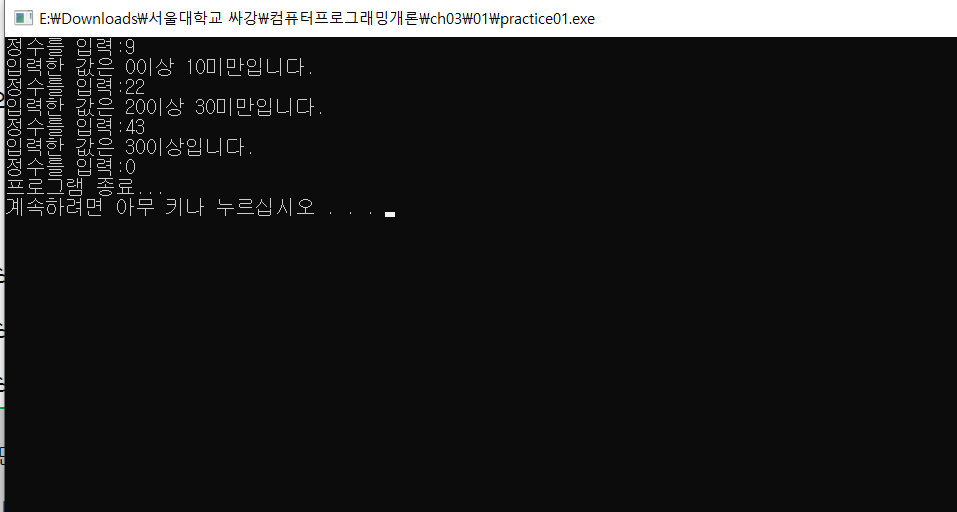 E:₩Downloads₩서울대학교 싸강₩컴퓨터프로그래밍개론₩ch03₩01₩practice01.exe
정수를 입력:9
입력한 값은 0이상 10미만입니다.
정수를 입력:22
입력한 값은 20이상 30미만입니다.
정수를 입력:43
입력한 값은 30이상입니다.
정수를 입력:0
프로그램 종료...
계속하려면 아무 키나 누르십시오 . . .